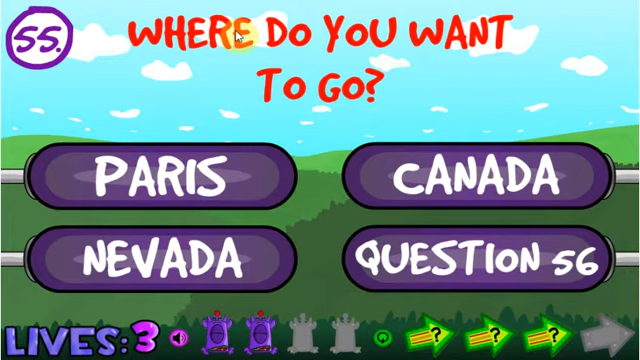 55.
WHERE DO YOU WANT
TO GO?
PARIS
CANADA
NEVADA
QUESTION 56
LIVES: 3
? ? ?